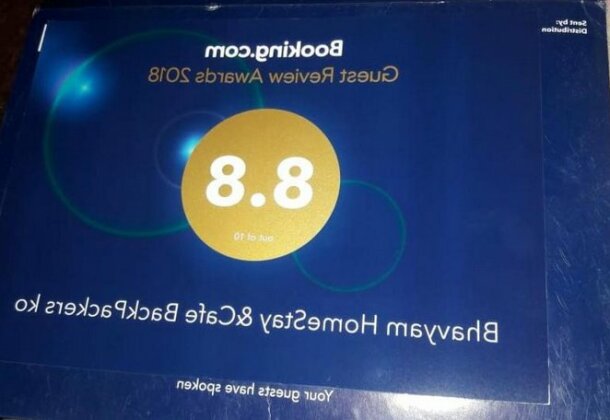 Sent by:
Distribution
Booking.com
Guest Review Awards 2018
8.8
out of 10
Bhavyam HomeStay &Cafe BackPackers ko
Your guests have spoken